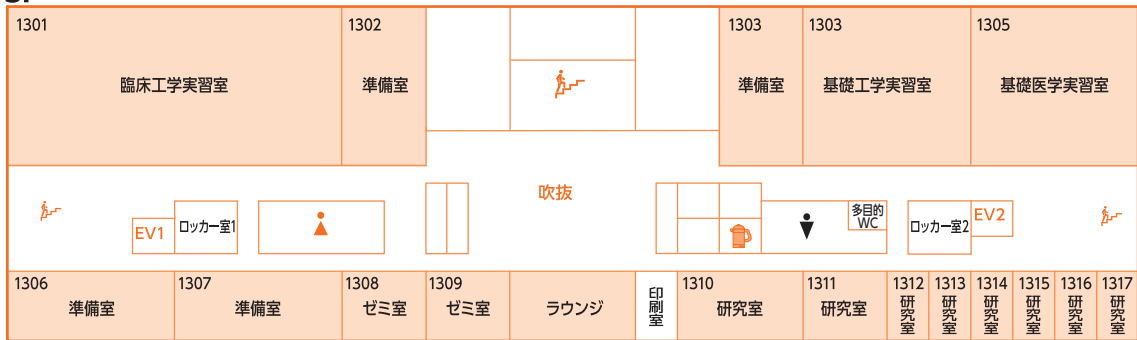 1301
臨床工学実習室
1302
準備室
1303
準備室
1303
基礎工学実習室
1305
基礎医学実習室
吹抜
EV1
ロッカー室1
多目的
WC
ロッカー室2
EV2
1306
準備室
1307
準備室
1308
ゼミ室
1309
ゼミ室
ラウンジ
印刷室
1310
研究室
1311
研究室
1312
研究室
1313
研究室
1314
研究室
1315
研究室
1316
研究室
1317
研究室